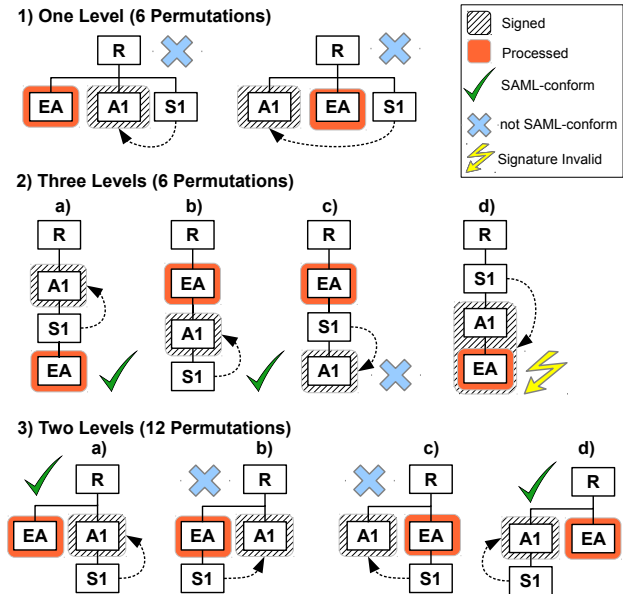 1) One Level (6 Permutations)
R
EA A1 S1
R
A1 EA S1
Signed
Processed
SAML-conform
not SAML-conform
Signature Invalid
2) Three Levels (6 Permutations)
a) b) c) d)
R R R R
A1 EA EA S1
S1 A1 S1 A1
EA S1 A1 EA
3) Two Levels (12 Permutations)
a) b) c) d)
R R R R
EA A1 EA A1 A1 EA A1 EA
S1 S1 S1 S1